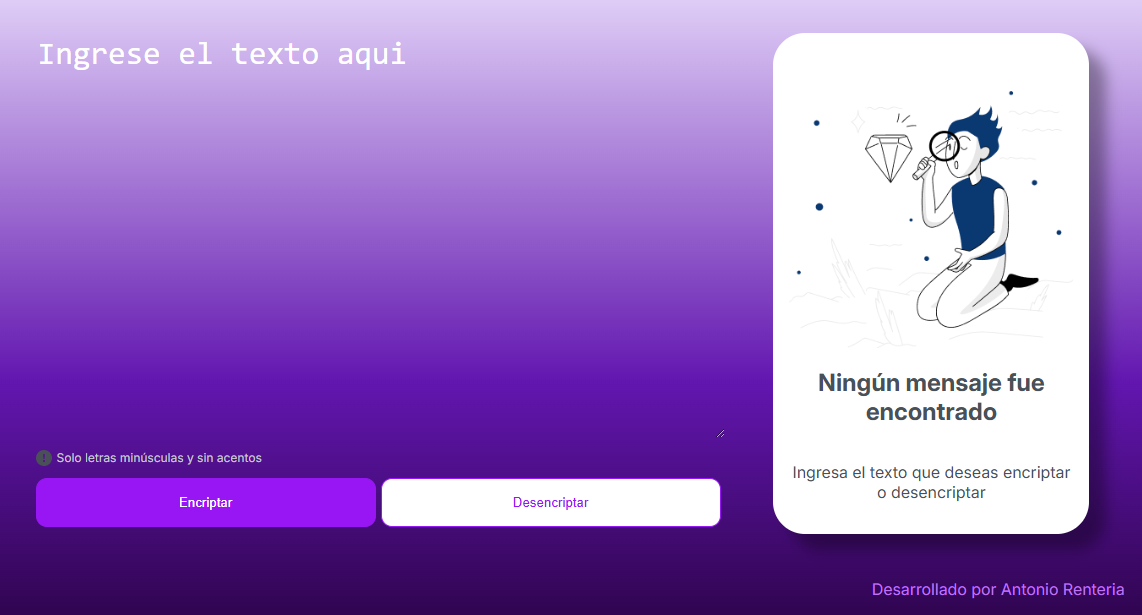 Ingrese el texto aqui
Solo letras minúsculas y sin acentos
Encriptar
Desencriptar
Ningún mensaje fue
encontrado
Ingresa el texto que deseas encriptar
o desencriptar
Desarrollado por Antonio Renteria